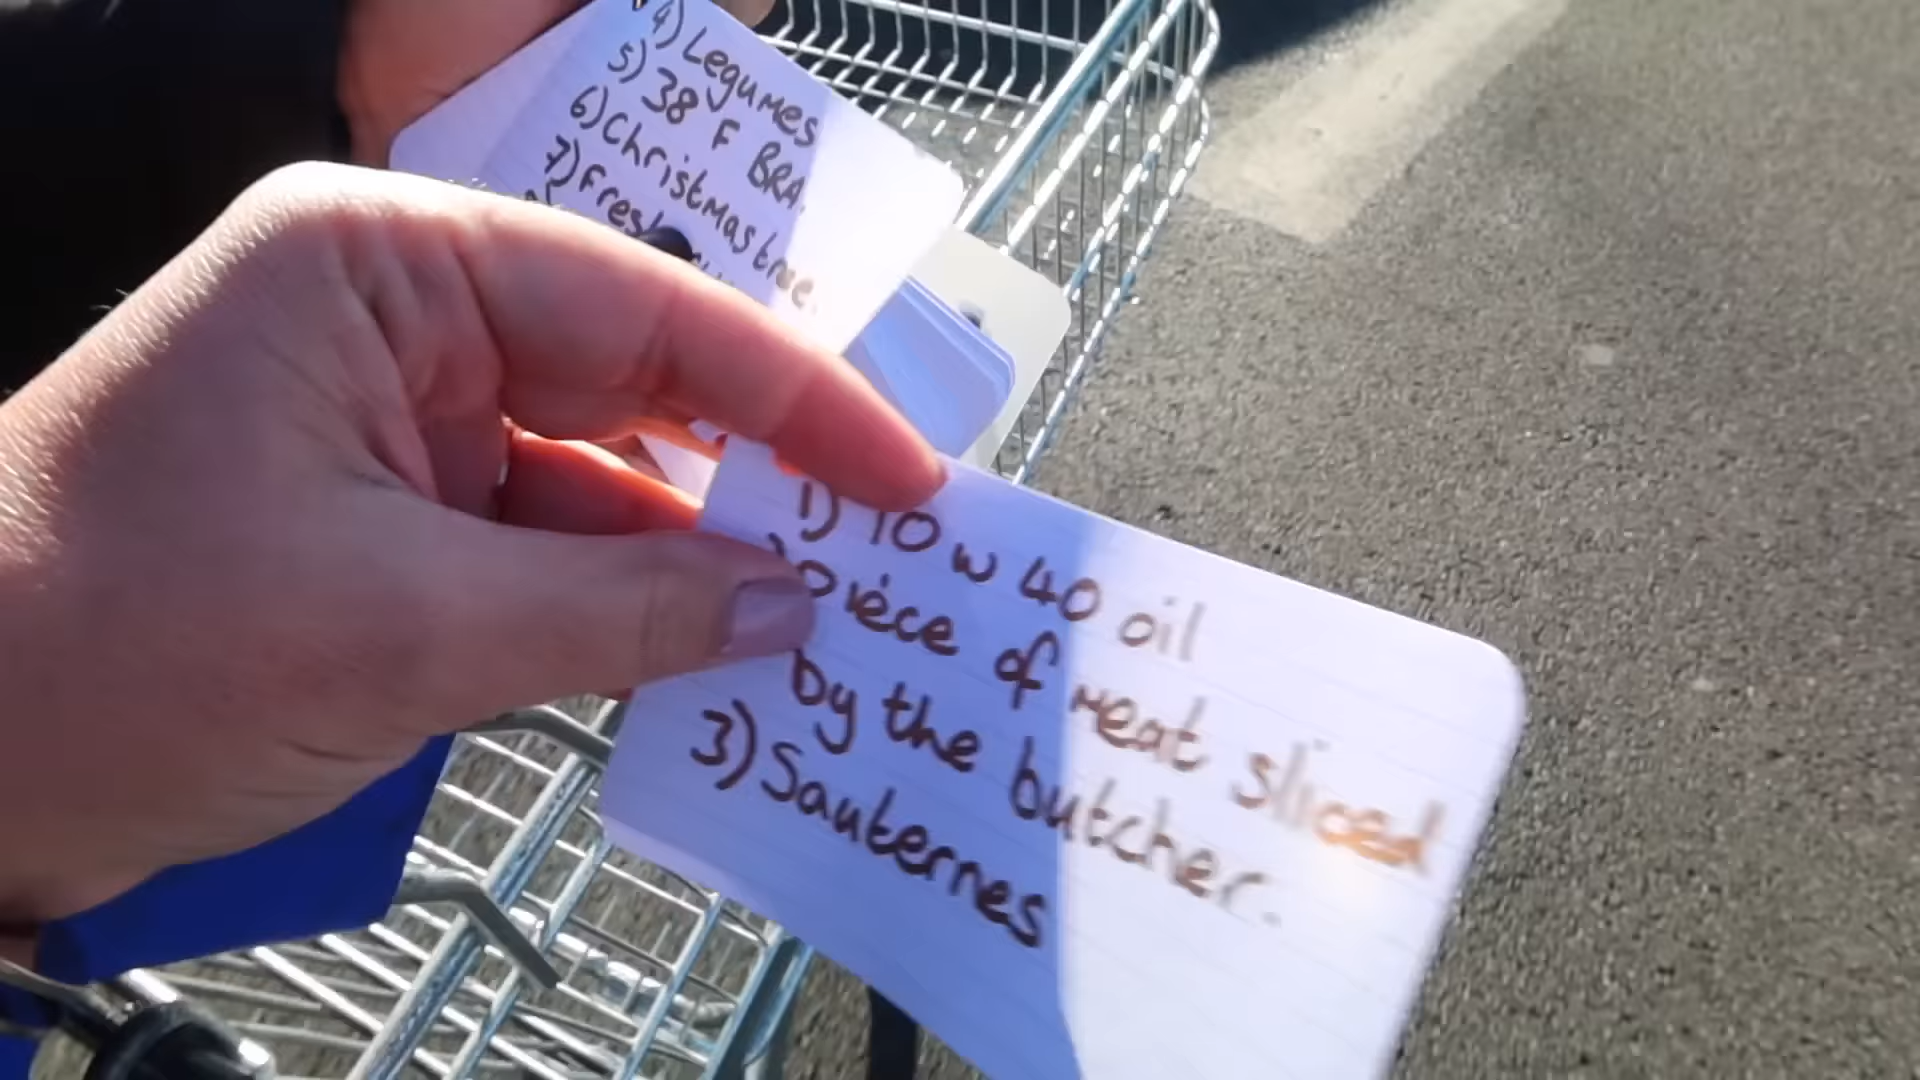 4) Legumes
5) 38 F BRA.
6) Christmas tree.
7) Fresh
1) 10 w 40 oil
piece of meat sliced
by the butcher.
3) Sauternes